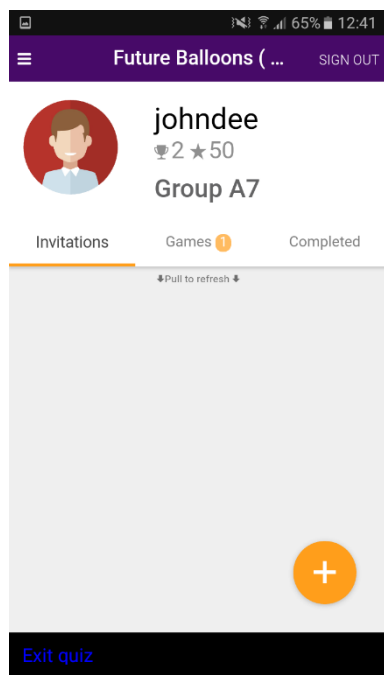 65% 12:41
Future Balloons ( ... SIGN OUT
johndee
2 50
Group A7
Invitations Games 1 Completed
Pull to refresh
Exit quiz